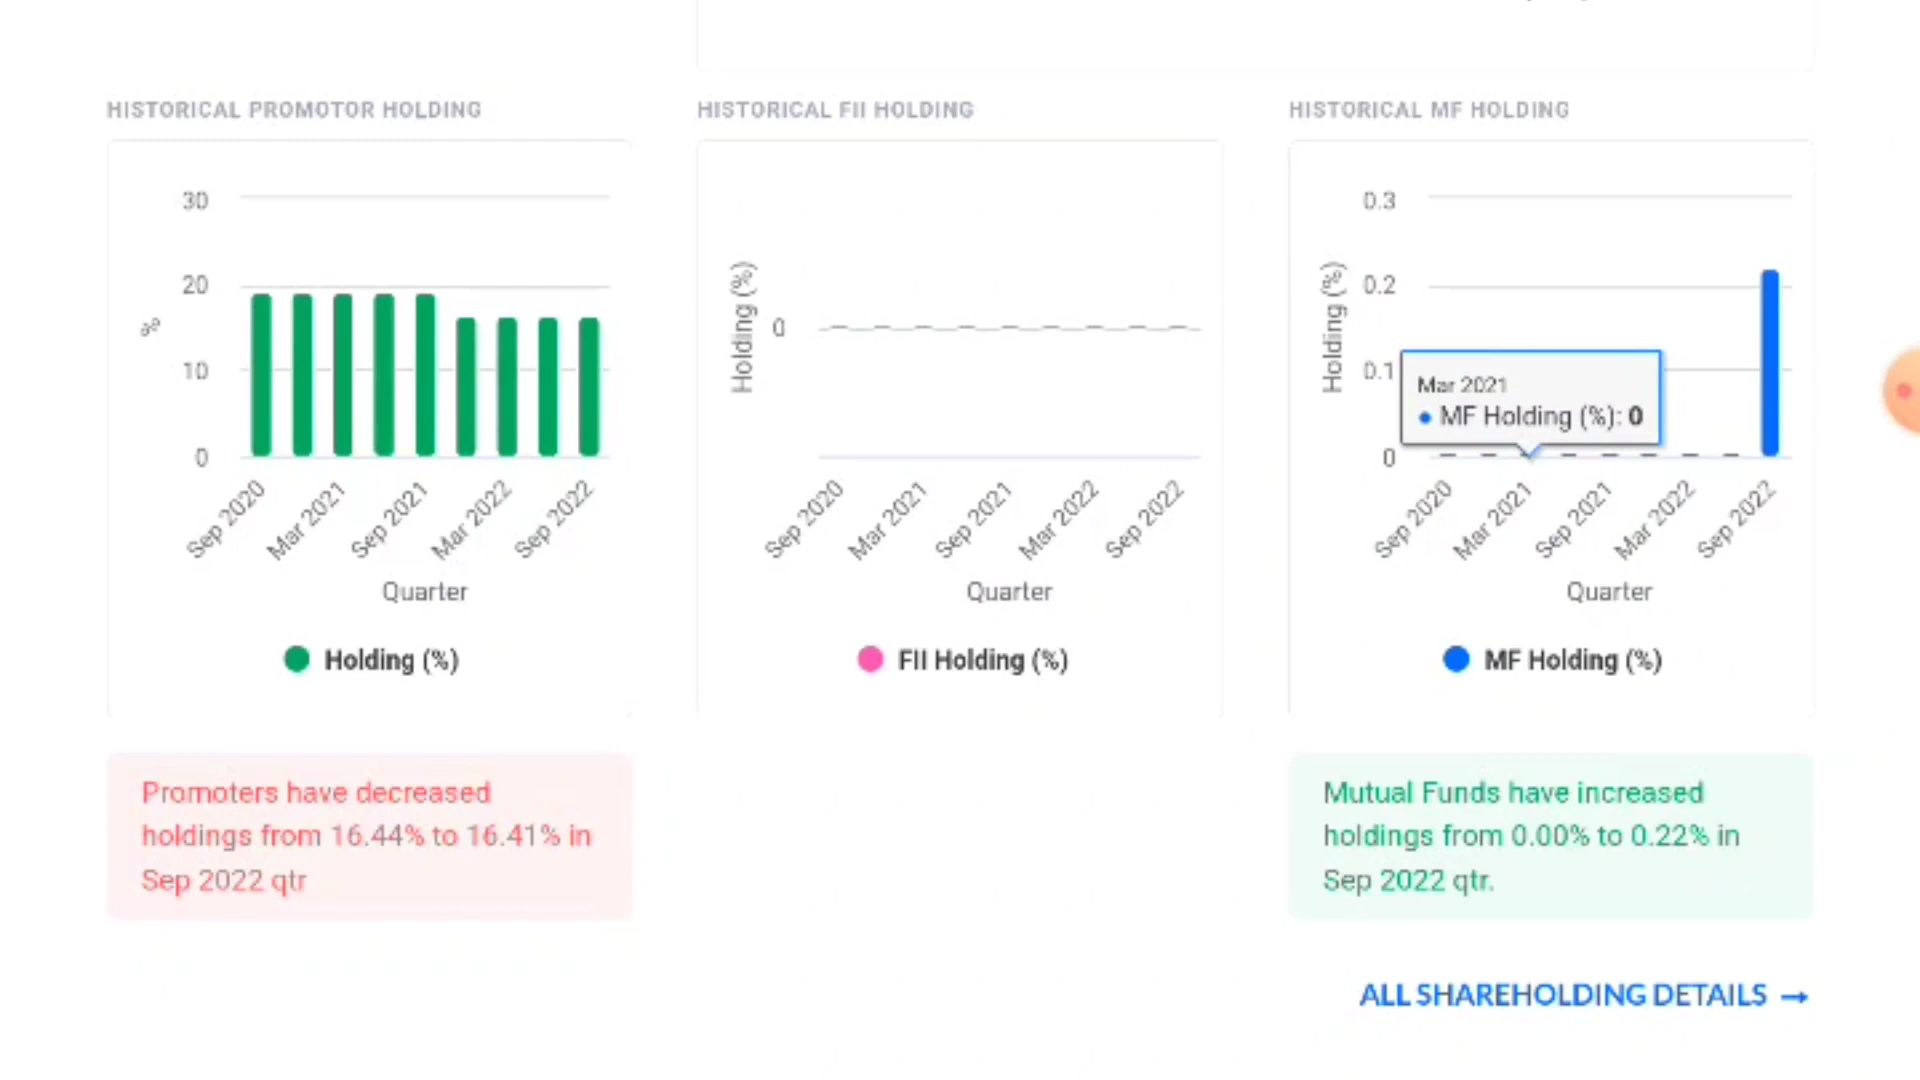 HISTORICAL PROMOTOR HOLDING
30
20
10
0
%
Sep 2020
Mar 2021
Sep 2021
Mar 2022
Sep 2022
Quarter
Holding (%)
Promoters have decreased
holdings from 16.44% to 16.41% in
Sep 2022 qtr
HISTORICAL FII HOLDING
Holding (%)
0
Sep 2020
Mar 2021
Sep 2021
Mar 2022
Sep 2022
Quarter
FII Holding (%)
HISTORICAL MF HOLDING
0.3
0.2
0.1
0
Holding (%)
Mar 2021
MF Holding (%): 0
Sep 2020
Mar 2021
Sep 2021
Mar 2022
Sep 2022
Quarter
MF Holding (%)
Mutual Funds have increased
holdings from 0.00% to 0.22% in
Sep 2022 qtr.
ALL SHAREHOLDING DETAILS →